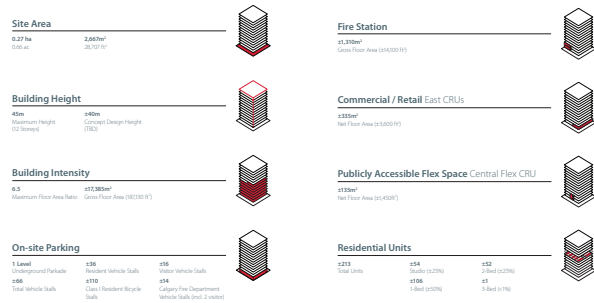 Site Area
0.27 ha 2,667m²
0.66 ac 28,707 ft²
Building Height
45m ±40m
Maximum Height Concept Design Height
(12 Storeys) (TBD)
Building Intensity
6.5 ±17,385m²
Maximum Floor Area Ratio Gross Floor Area (187,130 ft²)
On-site Parking
1 Level ±36 ±16
Underground Parkade Resident Vehicle Stalls Visitor Vehicle Stalls
±66 ±110 ±14
Total Vehicle Stalls Class I Resident Bicycle Calgary Fire Department
Stalls Vehicle Stalls (incl. 2 visitor)
Fire Station
±1,310m²
Gross Floor Area (±14,100 ft²)
Commercial / Retail East CRUs
±335m²
Net Floor Area (±3,600 ft²)
Publicly Accessible Flex Space Central Flex CRU
±135m²
Net Floor Area (±1,450ft²)
Residential Units
±213 ±54 ±52
Total Units Studio (±25%) 2-Bed (±25%)
±106 ±1
1-Bed (±50%) 3-Bed (<1%)